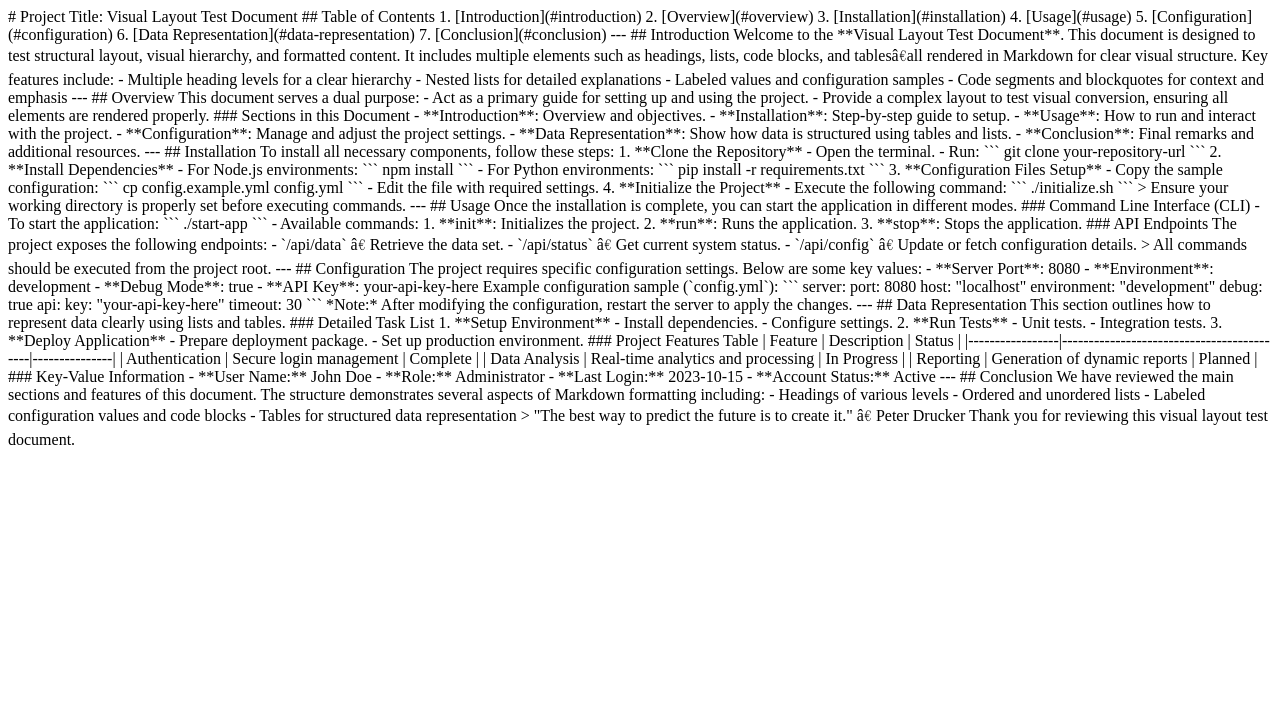 # Project Title: Visual Layout Test Document ## Table of Contents 1. [Introduction](#introduction) 2. [Overview](#overview) 3. [Installation](#installation) 4. [Usage](#usage) 5. [Configuration]
(#configuration) 6. [Data Representation](#data-representation) 7. [Conclusion](#conclusion) --- ## Introduction Welcome to the **Visual Layout Test Document**. This document is designed to
test structural layout, visual hierarchy, and formatted content. It includes multiple elements such as headings, lists, code blocks, and tablesâ€all rendered in Markdown for clear visual structure. Key
features include: - Multiple heading levels for a clear hierarchy - Nested lists for detailed explanations - Labeled values and configuration samples - Code segments and blockquotes for context and
emphasis --- ## Overview This document serves a dual purpose: - Act as a primary guide for setting up and using the project. - Provide a complex layout to test visual conversion, ensuring all
elements are rendered properly. ### Sections in this Document - **Introduction**: Overview and objectives. - **Installation**: Step-by-step guide to setup. - **Usage**: How to run and interact
with the project. - **Configuration**: Manage and adjust the project settings. - **Data Representation**: Show how data is structured using tables and lists. - **Conclusion**: Final remarks and
additional resources. --- ## Installation To install all necessary components, follow these steps: 1. **Clone the Repository** - Open the terminal. - Run: ``` git clone your-repository-url ``` 2.
**Install Dependencies** - For Node.js environments: ``` npm install ``` - For Python environments: ``` pip install -r requirements.txt ``` 3. **Configuration Files Setup** - Copy the sample
configuration: ``` cp config.example.yml config.yml ``` - Edit the file with required settings. 4. **Initialize the Project** - Execute the following command: ``` ./initialize.sh ``` > Ensure your
working directory is properly set before executing commands. --- ## Usage Once the installation is complete, you can start the application in different modes. ### Command Line Interface (CLI) -
To start the application: ``` ./start-app ``` - Available commands: 1. **init**: Initializes the project. 2. **run**: Runs the application. 3. **stop**: Stops the application. ### API Endpoints The
project exposes the following endpoints: - `/api/data` â€ Retrieve the data set. - `/api/status` â€ Get current system status. - `/api/config` â€ Update or fetch configuration details. > All commands
should be executed from the project root. --- ## Configuration The project requires specific configuration settings. Below are some key values: - **Server Port**: 8080 - **Environment**:
development - **Debug Mode**: true - **API Key**: your-api-key-here Example configuration sample (`config.yml`): ``` server: port: 8080 host: "localhost" environment: "development" debug:
true api: key: "your-api-key-here" timeout: 30 ``` *Note:* After modifying the configuration, restart the server to apply the changes. --- ## Data Representation This section outlines how to
represent data clearly using lists and tables. ### Detailed Task List 1. **Setup Environment** - Install dependencies. - Configure settings. 2. **Run Tests** - Unit tests. - Integration tests. 3.
**Deploy Application** - Prepare deployment package. - Set up production environment. ### Project Features Table | Feature | Description | Status | |-----------------|---------------------------------------
----|---------------| | Authentication | Secure login management | Complete | | Data Analysis | Real-time analytics and processing | In Progress | | Reporting | Generation of dynamic reports | Planned |
### Key-Value Information - **User Name:** John Doe - **Role:** Administrator - **Last Login:** 2023-10-15 - **Account Status:** Active --- ## Conclusion We have reviewed the main
sections and features of this document. The structure demonstrates several aspects of Markdown formatting including: - Headings of various levels - Ordered and unordered lists - Labeled
configuration values and code blocks - Tables for structured data representation > "The best way to predict the future is to create it." â€ Peter Drucker Thank you for reviewing this visual layout test
document.